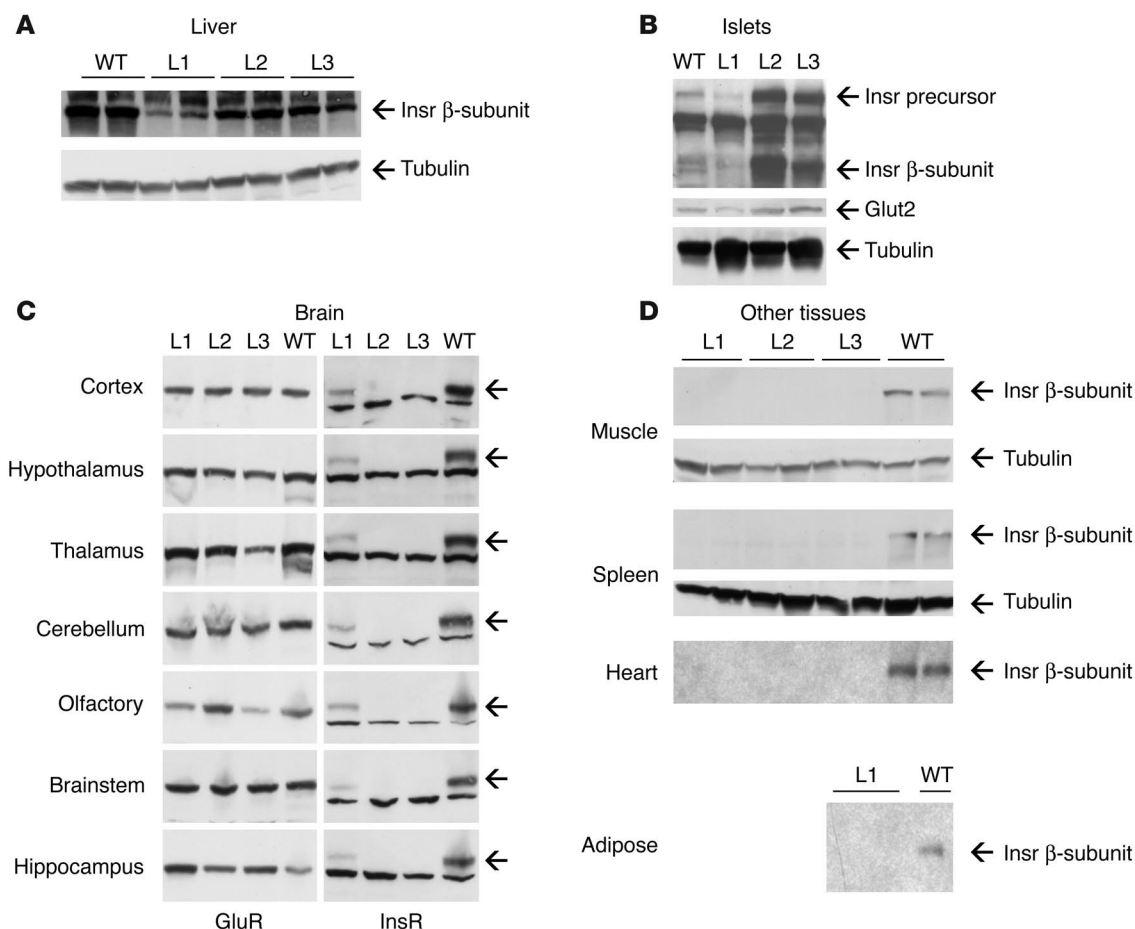 A
Liver
WT L1 L2 L3
← Insr β-subunit
← Tubulin
B
Islets
WT L1 L2 L3
← Insr precursor
← Insr β-subunit
← Glut2
← Tubulin
C
Brain
L1 L2 L3 WT L1 L2 L3 WT
Cortex ←
Hypothalamus ←
Thalamus ←
Cerebellum ←
Olfactory ←
Brainstem ←
Hippocampus ←
GluR InsR
D
Other tissues
L1 L2 L3 WT
← Insr β-subunit
Muscle
← Tubulin
← Insr β-subunit
Spleen
← Tubulin
Heart ← Insr β-subunit
L1 WT
Adipose ← Insr β-subunit